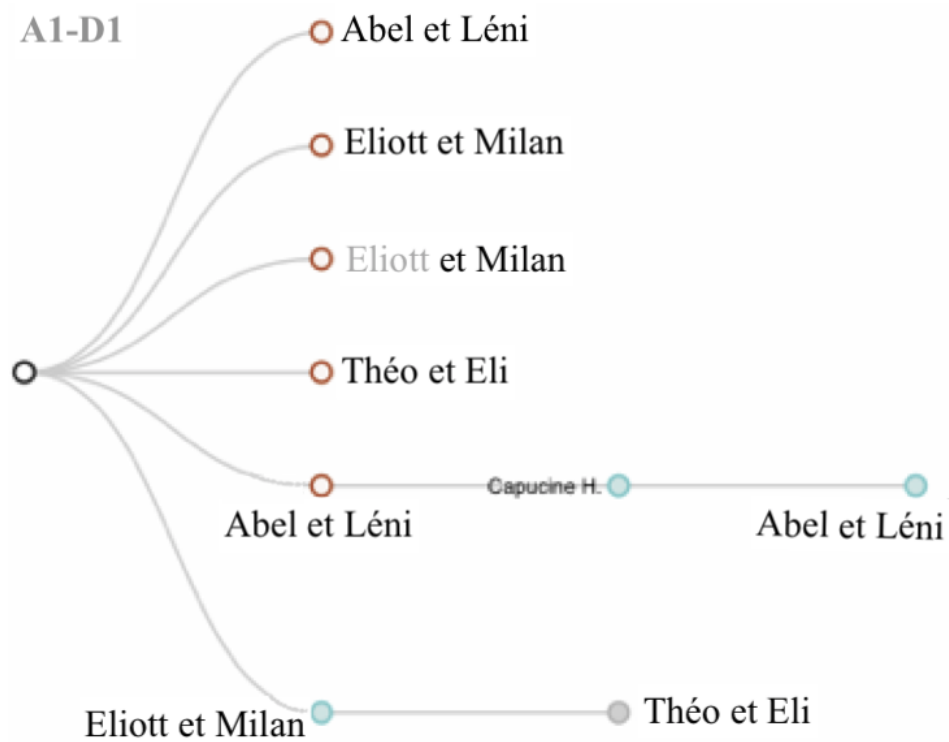 A1-D1
Abel et Léni
Eliott et Milan
Eliott et Milan
Théo et Eli
Capucine H.
Abel et Léni
Abel et Léni
Eliott et Milan
Théo et Eli